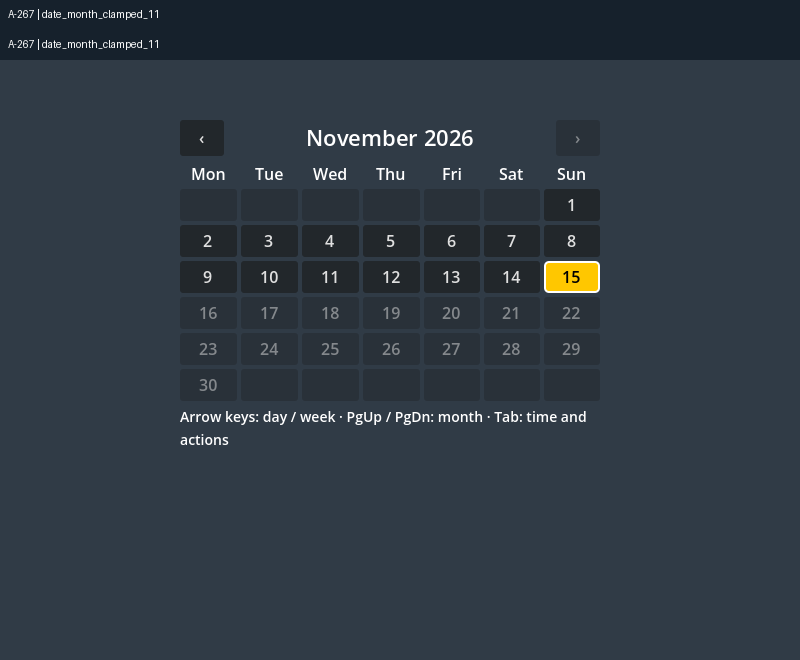 A-267 | date_month_clamped_11
A-267 | date_month_clamped_11
‹ November 2026 ›
Mon Tue Wed Thu Fri Sat Sun
1
2 3 4 5 6 7 8
9 10 11 12 13 14 15
16 17 18 19 20 21 22
23 24 25 26 27 28 29
30
Arrow keys: day / week · PgUp / PgDn: month · Tab: time and
actions